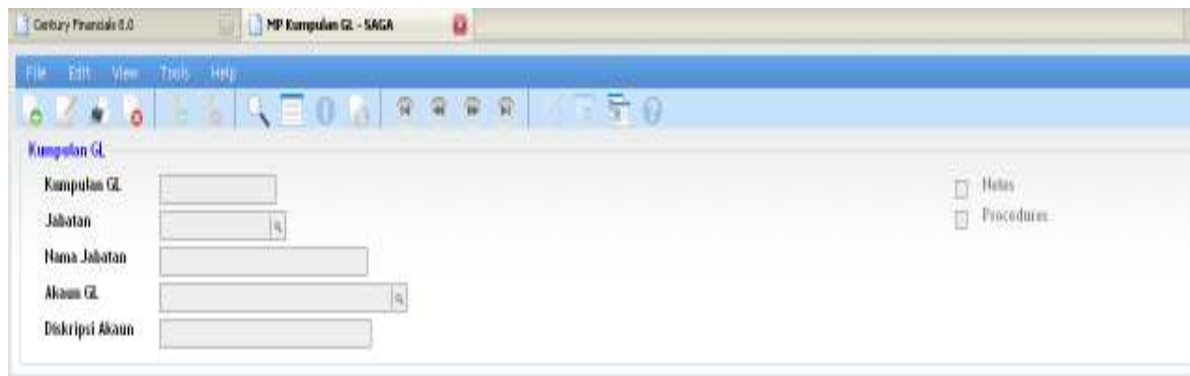 Century Financials 8.0 MP Kumpulan GL - SAGA
File Edit View Tools Help
Kumpulan GL
Kumpulan GL
Notes
Jabatan
Procedures
Nama Jabatan
Akaun GL
Diskripsi Akaun